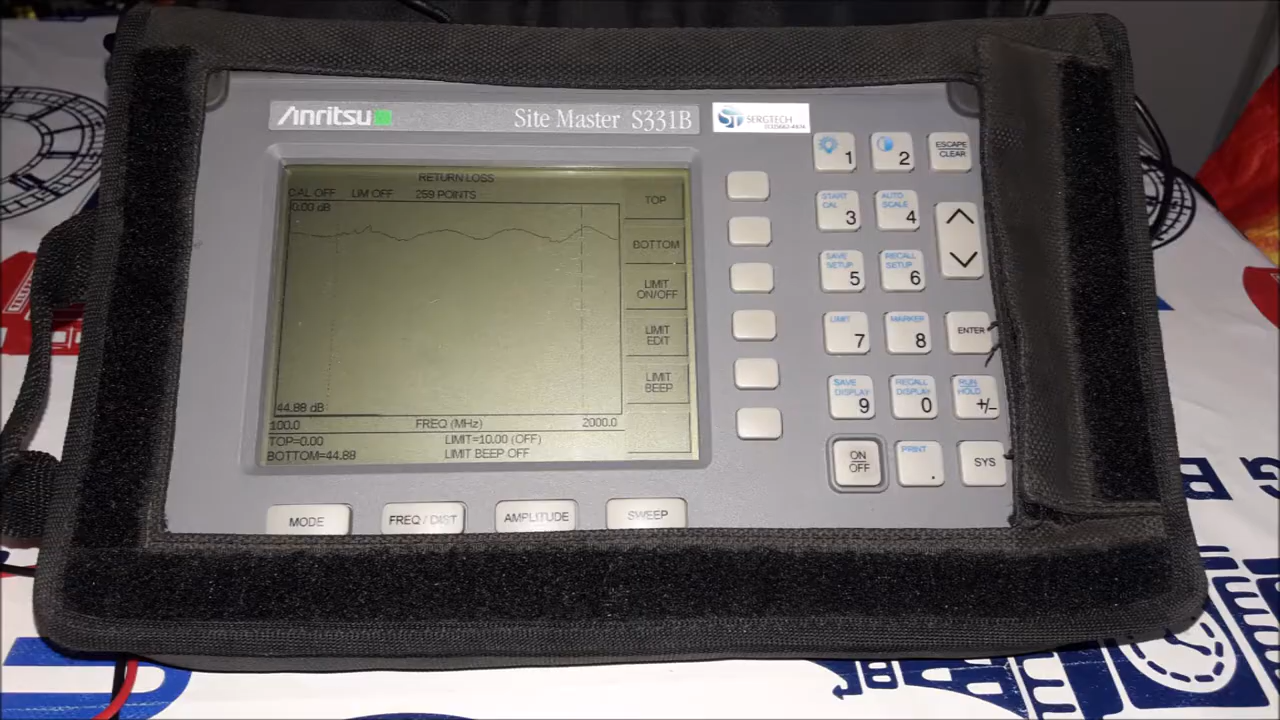 Anritsu Site Master S331B
SERGTECH
RETURN LOSS
CAL OFF LIM OFF 259 POINTS
0.00 dB
44.88 dB
100.0 FREQ (MHz) 2000.0
TOP=0.00 LIMIT=10.00 (OFF)
BOTTOM=44.88 LIMIT BEEP OFF
TOP
BOTTOM
LIMIT
ON/OFF
LIMIT
EDIT
LIMIT
BEEP
1
2
ESCAPE
CLEAR
START
CAL
3
AUTO
SCALE
4
SAVE
SETUP
5
RECALL
SETUP
6
LIMIT
7
MARKER
8
ENTER
SAVE
DISPLAY
9
RECALL
DISPLAY
0
RUN
HOLD
+/−
ON
OFF
PRINT
.
SYS
MODE
FREQ / DIST
AMPLITUDE
SWEEP